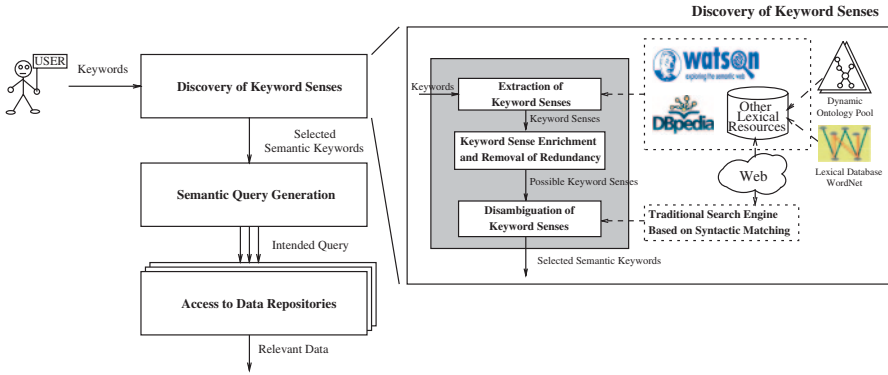 Discovery of Keyword Senses
USER
Keywords
Discovery of Keyword Senses
Selected
Semantic Keywords
Semantic Query Generation
Intended Query
Access to Data Repositories
Relevant Data
Keywords
Extraction of
Keyword Senses
Keyword Senses
Keyword Sense Enrichment
and Removal of Redundancy
Possible Keyword Senses
Disambiguation of
Keyword Senses
Selected Semantic Keywords
watson
exploring the semantic web
DBpedia
Other
Lexical
Resources
Web
Traditional Search Engine
Based on Syntactic Matching
Dynamic
Ontology Pool
W
Lexical Database
WordNet